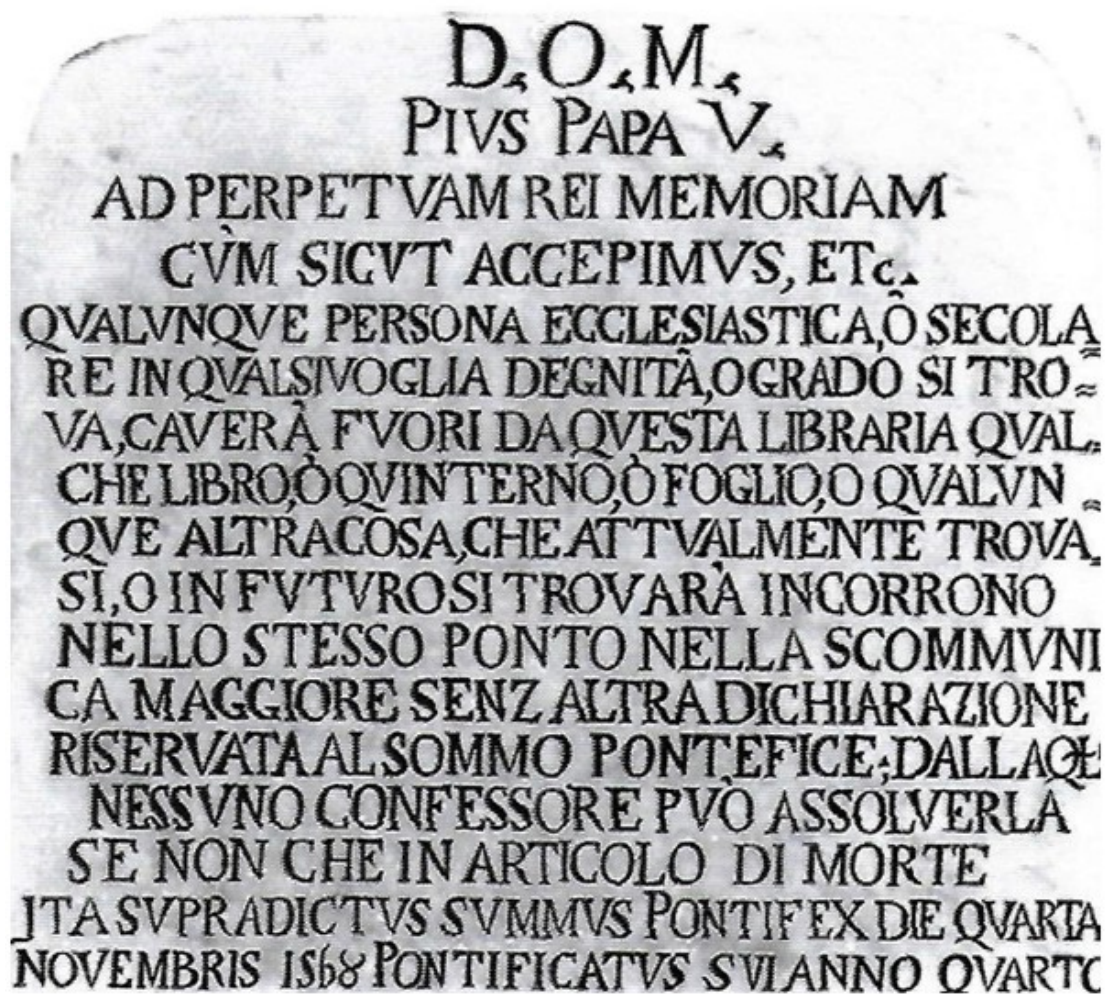 D. O. M.
PIVS PAPA V.
AD PERPETVAM REI MEMORIAM
CVM SICVT ACCEPIMVS, ETc.
QVALVNQVE PERSONA ECCLESIASTICA, Ò SECOLA=
RE IN QVALSIVOGLIA DEGNITÀ, O GRADO SI TRO=
VA, CAVERÀ FVORI DA QVESTA LIBRARIA QVAL=
CHE LIBRO, Ò QVINTERNO, Ò FOGLIO, O QVALVN=
QVE ALTRA COSA, CHE ATTVALMENTE TROVA=
SI, O IN FVTVRO SI TROVARÀ INCORRONO
NELLO STESSO PONTO NELLA SCOMMVNI
CA MAGGIORE SENZ ALTRA DICHIARAZIONE
RISERVATA AL SOMMO PONTEFICE; DALLA
NESSVNO CONFESSORE PVÒ ASSOLVERLA
SE NON CHE IN ARTICOLO DI MORTE
JTA SVPRADICTVS SVMMVS PONTIFEX DIE QVARTA
NOVEMBRIS 1568 PONTIFICATVS SVI ANNO QVARTO